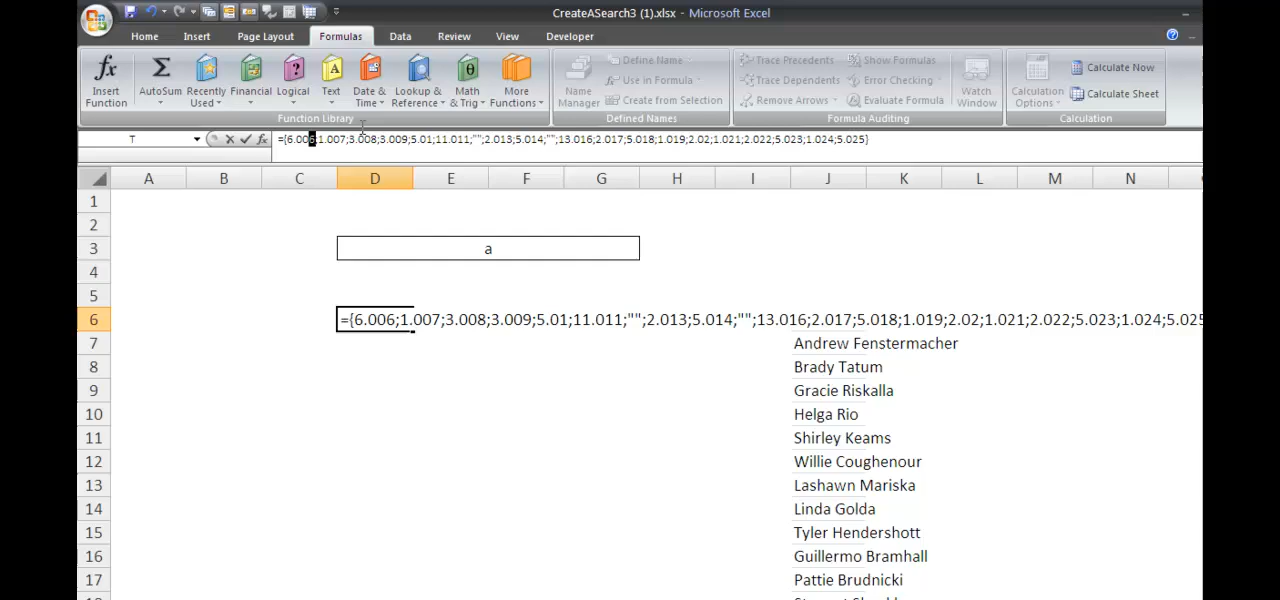 CreateASearch3 (1).xlsx - Microsoft Excel
Home Insert Page Layout Formulas Data Review View Developer
fx Insert Function
Σ AutoSum
Recently Used
Financial
Logical
Text
Date & Time
Lookup & Reference
θ Math & Trig
More Functions
Function Library
Name Manager
Define Name
Use in Formula
Create from Selection
Defined Names
Trace Precedents
Trace Dependents
Remove Arrows
Show Formulas
Error Checking
Evaluate Formula
Formula Auditing
Watch Window
Calculation Options
Calculate Now
Calculate Sheet
Calculation
T
fx ={6.006;1.007;3.008;3.009;5.01;11.011;"";2.013;5.014;"";13.016;2.017;5.018;1.019;2.02;1.021;2.022;5.023;1.024;5.025}
A B C D E F G H I J K L M N
1
2
3 a
4
5
6 ={6.006;1.007;3.008;3.009;5.01;11.011;"";2.013;5.014;"";13.016;2.017;5.018;1.019;2.02;1.021;2.022;5.023;1.024;5.025
7 Andrew Fenstermacher
8 Brady Tatum
9 Gracie Riskalla
10 Helga Rio
11 Shirley Keams
12 Willie Coughenour
13 Lashawn Mariska
14 Linda Golda
15 Tyler Hendershott
16 Guillermo Bramhall
17 Pattie Brudnicki